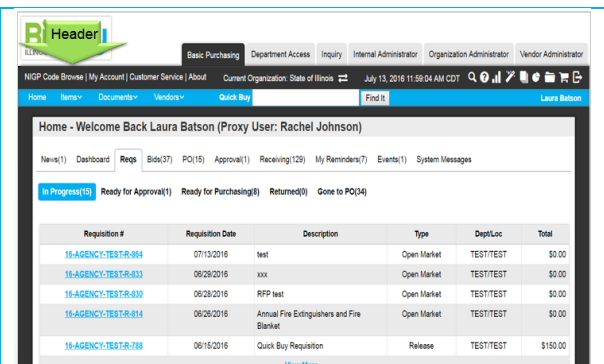 Header
Basic Purchasing Department Access Inquiry Internal Administrator Organization Administrator Vendor Administrator
NIGP Code Browse | My Account | Customer Service | About Current Organization: State of Illinois July 13, 2016 11:59:04 AM CDT
Home Items Documents Vendors Quick Buy Find It Laura Batson
Home - Welcome Back Laura Batson (Proxy User: Rachel Johnson)
News(1) Dashboard Reqs Bids(37) PO(15) Approval(1) Receiving(129) My Reminders(7) Events(1) System Messages
In Progress(15) Ready for Approval(1) Ready for Purchasing(8) Returned(0) Gone to PO(34)
Requisition # Requisition Date Description Type Dept/Loc Total
16-AGENCY-TEST-R-864 07/13/2016 test Open Market TEST/TEST $0.00
16-AGENCY-TEST-R-833 06/29/2016 xxx Open Market TEST/TEST $0.00
16-AGENCY-TEST-R-830 06/28/2016 RFP test Open Market TEST/TEST $0.00
16-AGENCY-TEST-R-814 06/26/2016 Annual Fire Extinguishers and Fire Open Market TEST/TEST $0.00
Blanket
16-AGENCY-TEST-R-788 06/15/2016 Quick Buy Requisition Release TEST/TEST $150.00